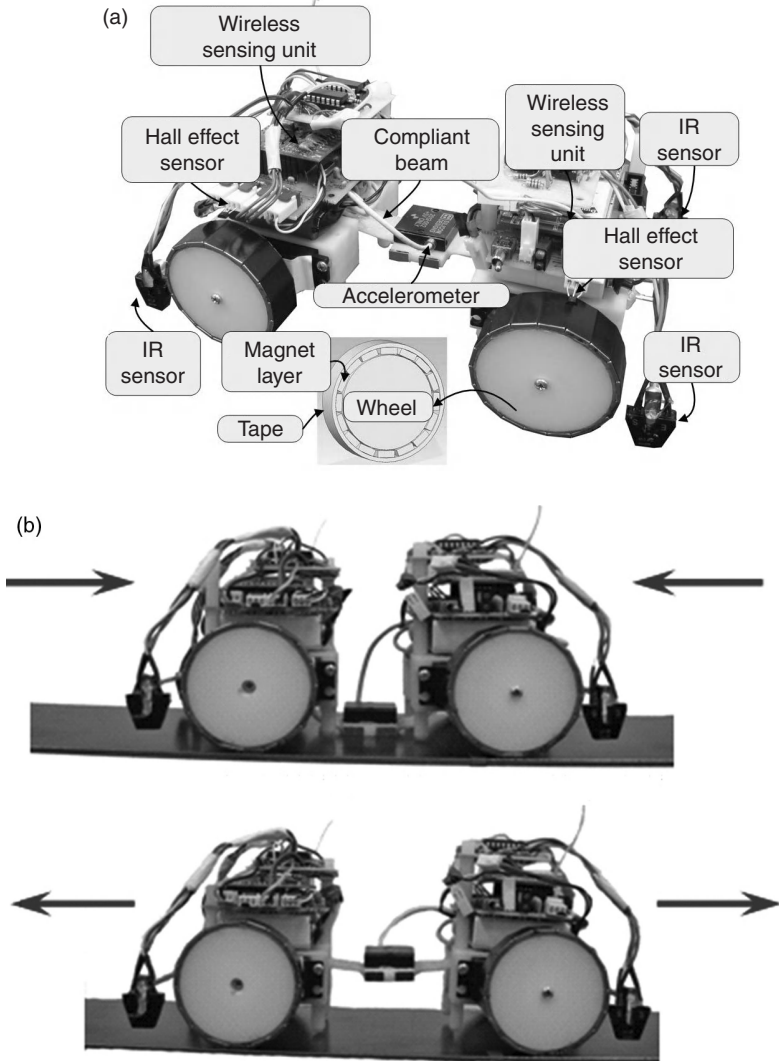 (a)
Wireless
sensing unit
Hall effect
sensor
Compliant
beam
Wireless
sensing
unit
IR
sensor
Hall effect
sensor
Accelerometer
IR
sensor
Magnet
layer
Wheel
Tape
IR
sensor
(b)